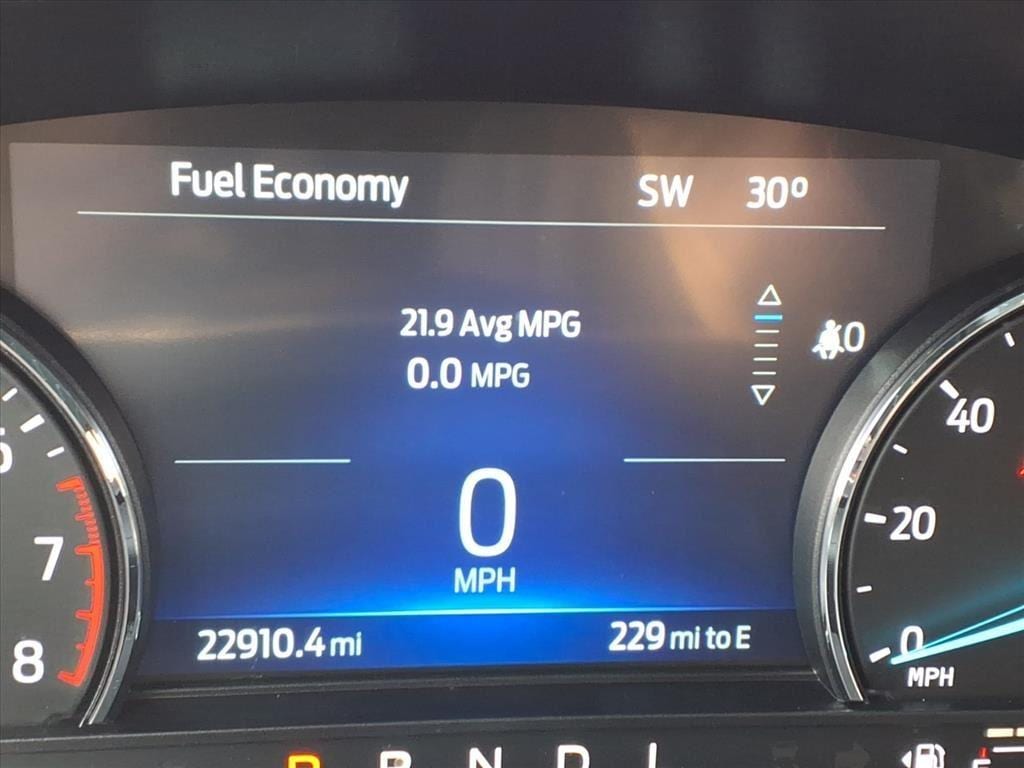 Fuel Economy SW 30°
21.9 Avg MPG
0.0 MPG
0
0
MPH
22910.4 mi 229 mi to E
7
8
40
20
0
MPH
R N D L